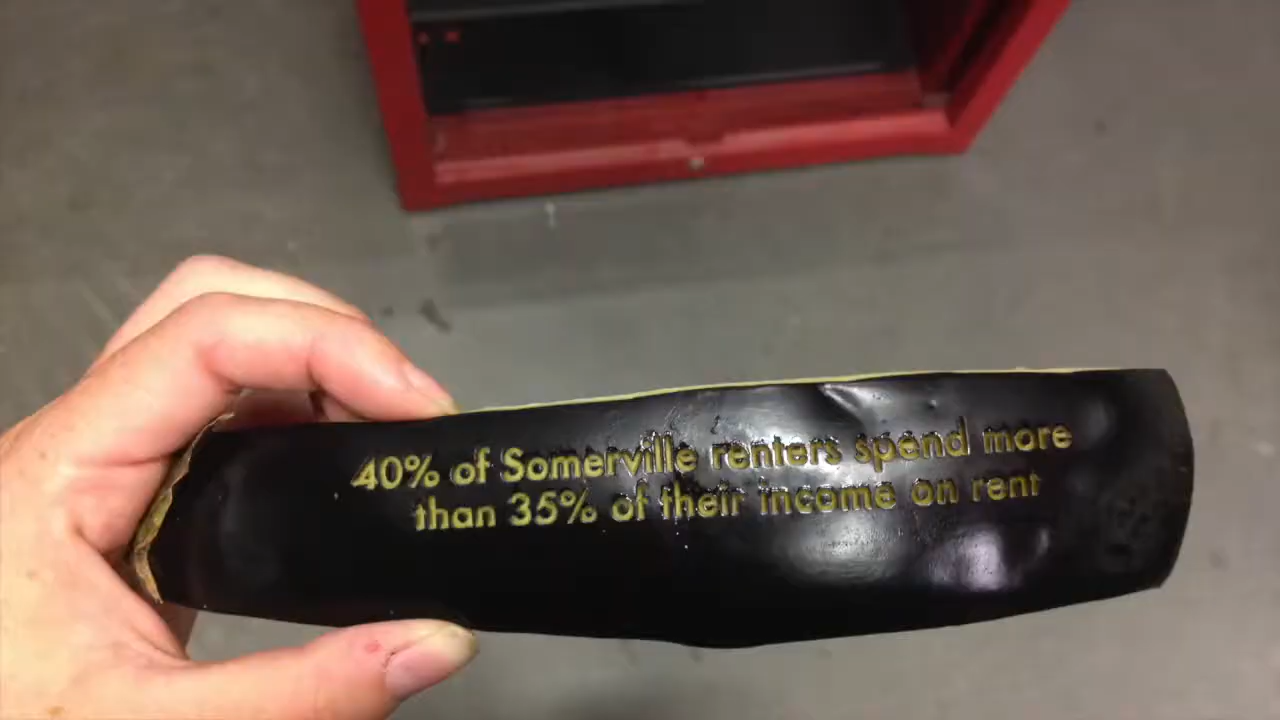 40% of Somerville renters spend more
than 35% of their income on rent